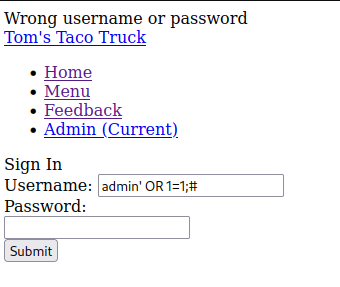 Wrong username or password
Tom's Taco Truck
Home
Menu
Feedback
Admin (Current)
Sign In
Username: admin' OR 1=1;#
Password:
Submit